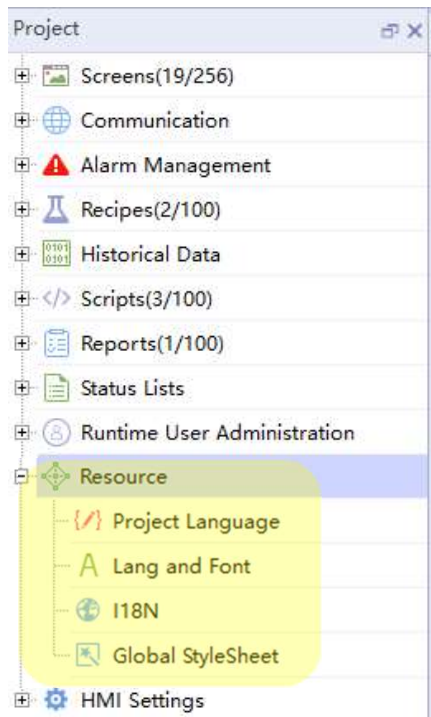 Project
Screens(19/256)
Communication
Alarm Management
Recipes(2/100)
Historical Data
Scripts(3/100)
Reports(1/100)
Status Lists
Runtime User Administration
Resource
Project Language
A Lang and Font
I18N
Global StyleSheet
HMI Settings